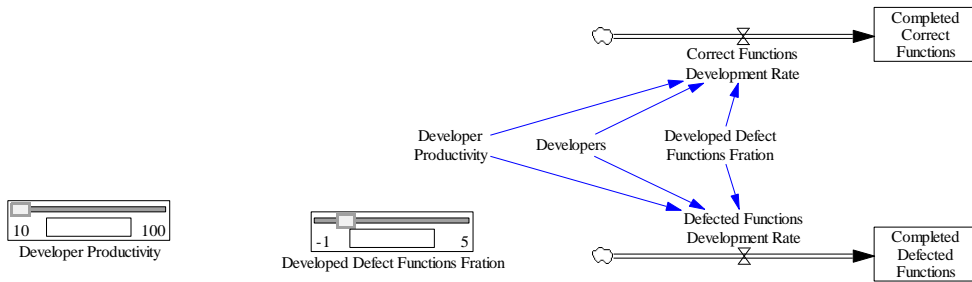 Completed
Correct
Functions
Correct Functions
Development Rate
Developer
Productivity
Developers
Developed Defect
Functions Fration
Defected Functions
Development Rate
Completed
Defected
Functions
10 100
Developer Productivity
-1 5
Developed Defect Functions Fration